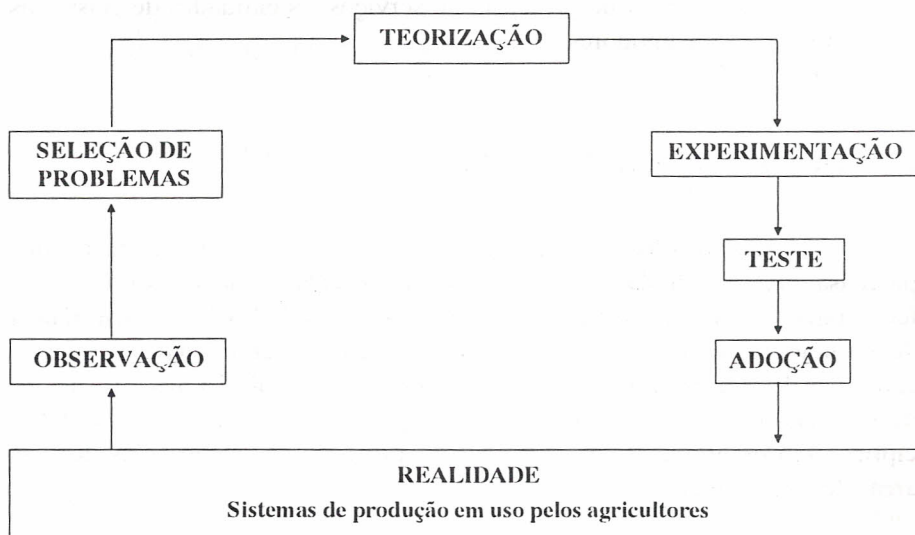 TEORIZAÇÃO
SELEÇÃO DE
PROBLEMAS
EXPERIMENTAÇÃO
TESTE
OBSERVAÇÃO
ADOÇÃO
REALIDADE
Sistemas de produção em uso pelos agricultores